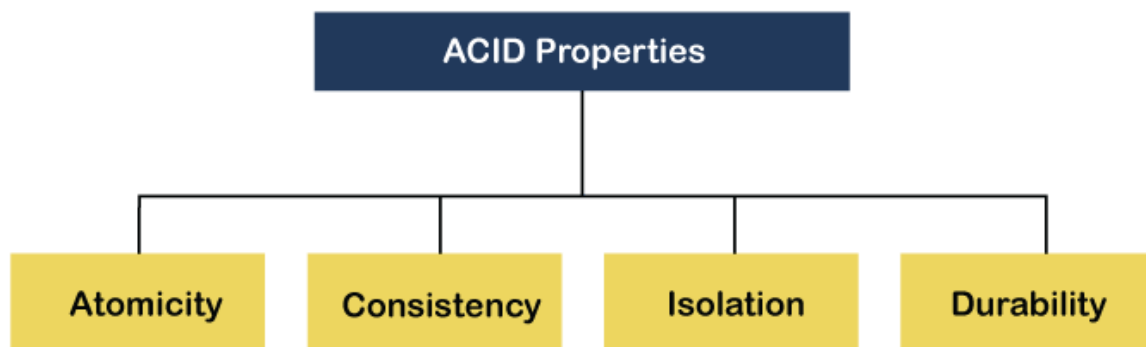 ACID Properties
Atomicity
Consistency
Isolation
Durability